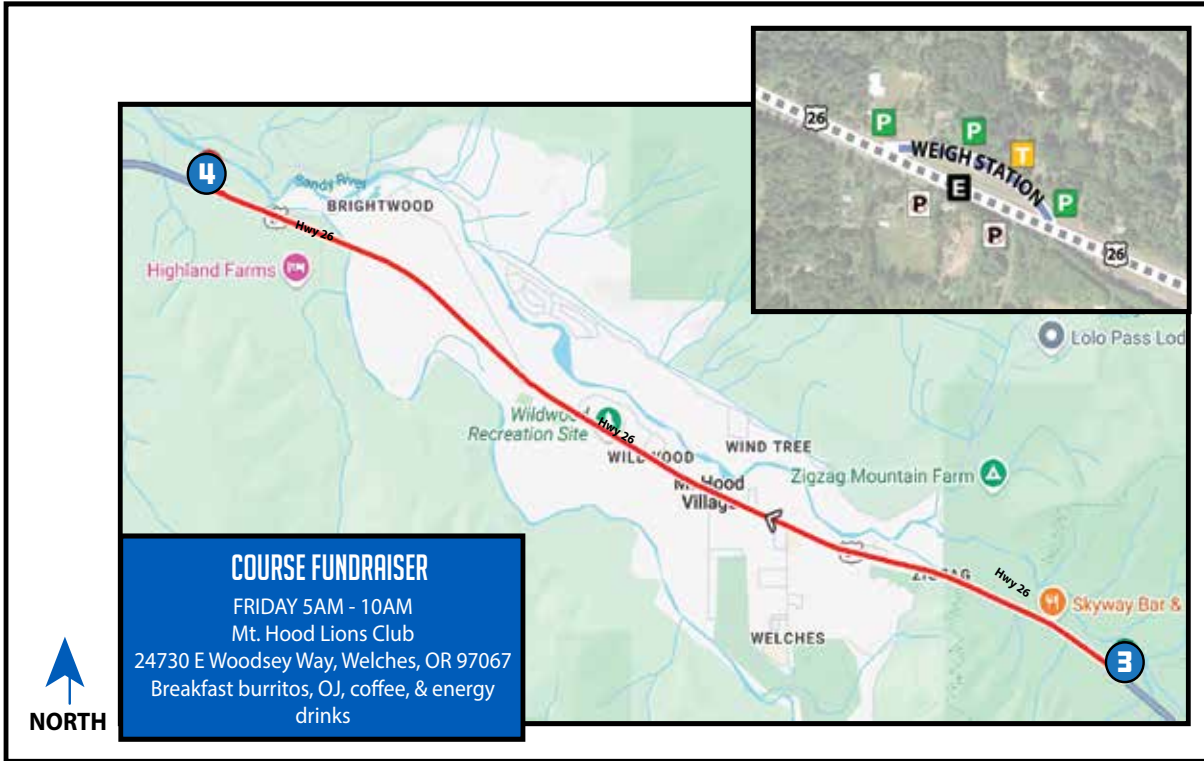 26
P
P
T
WEIGH STATION
E
P
P
P
26
4
Sandy River
BRIGHTWOOD
Hwy 26
Highland Farms
Lolo Pass Lod
Wildwood
Recreation Site
Hwy 26
WILDWOOD
WIND TREE
Mt. Hood
Village
Zigzag Mountain Farm
ZIGZAG
Hwy 26
Skyway Bar &
WELCHES
3
COURSE FUNDRAISER
FRIDAY 5AM - 10AM
Mt. Hood Lions Club
24730 E Woodsey Way, Welches, OR 97067
Breakfast burritos, OJ, coffee, & energy
drinks
NORTH